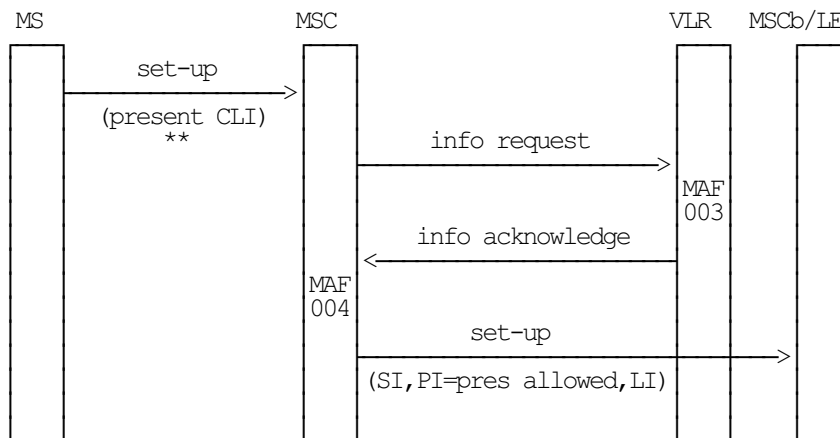 MS MSC VLR MSCb/LE
set-up
(present CLI)
**
info request
MAF
003
info acknowledge
MAF
004
set-up
(SI,PI=pres allowed,LI)